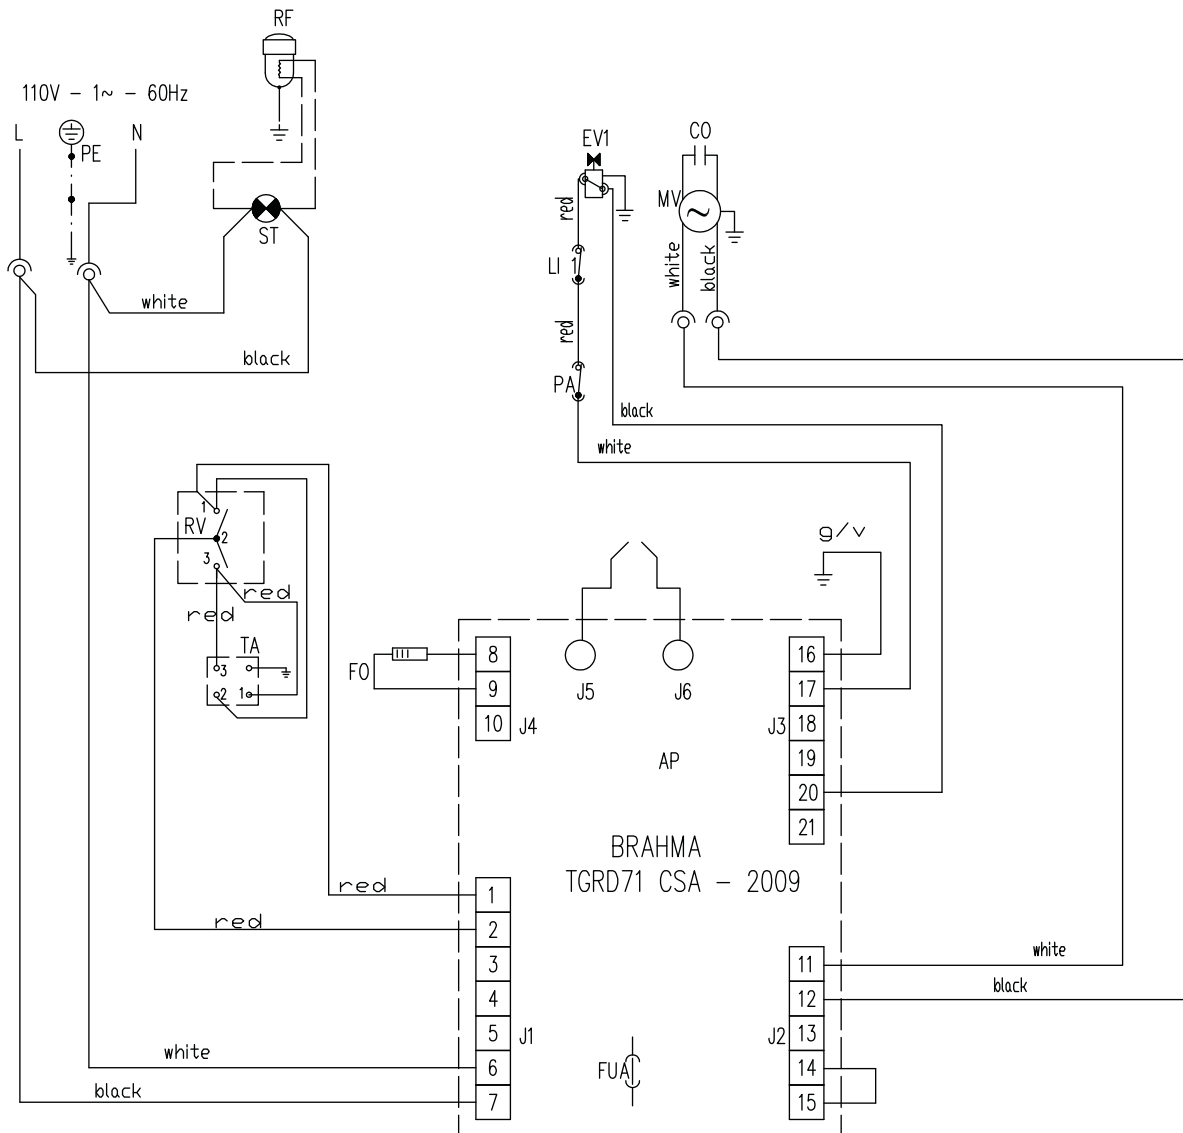 RF
110V - 1~ - 60Hz
L
PE
N
ST
white
black
EV1
CO
MV
red
LI 1
white
black
red
PA
black
white
1
RV
2
3
red
red
TA
3
2
1
g/v
FO
8
9
10
J4
J5
J6
16
17
18
19
20
21
J3
AP
BRAHMA
TGRD71 CSA - 2009
red
red
1
2
3
4
5
6
7
J1
white
black
FUA
11
12
13
14
15
J2
white
black